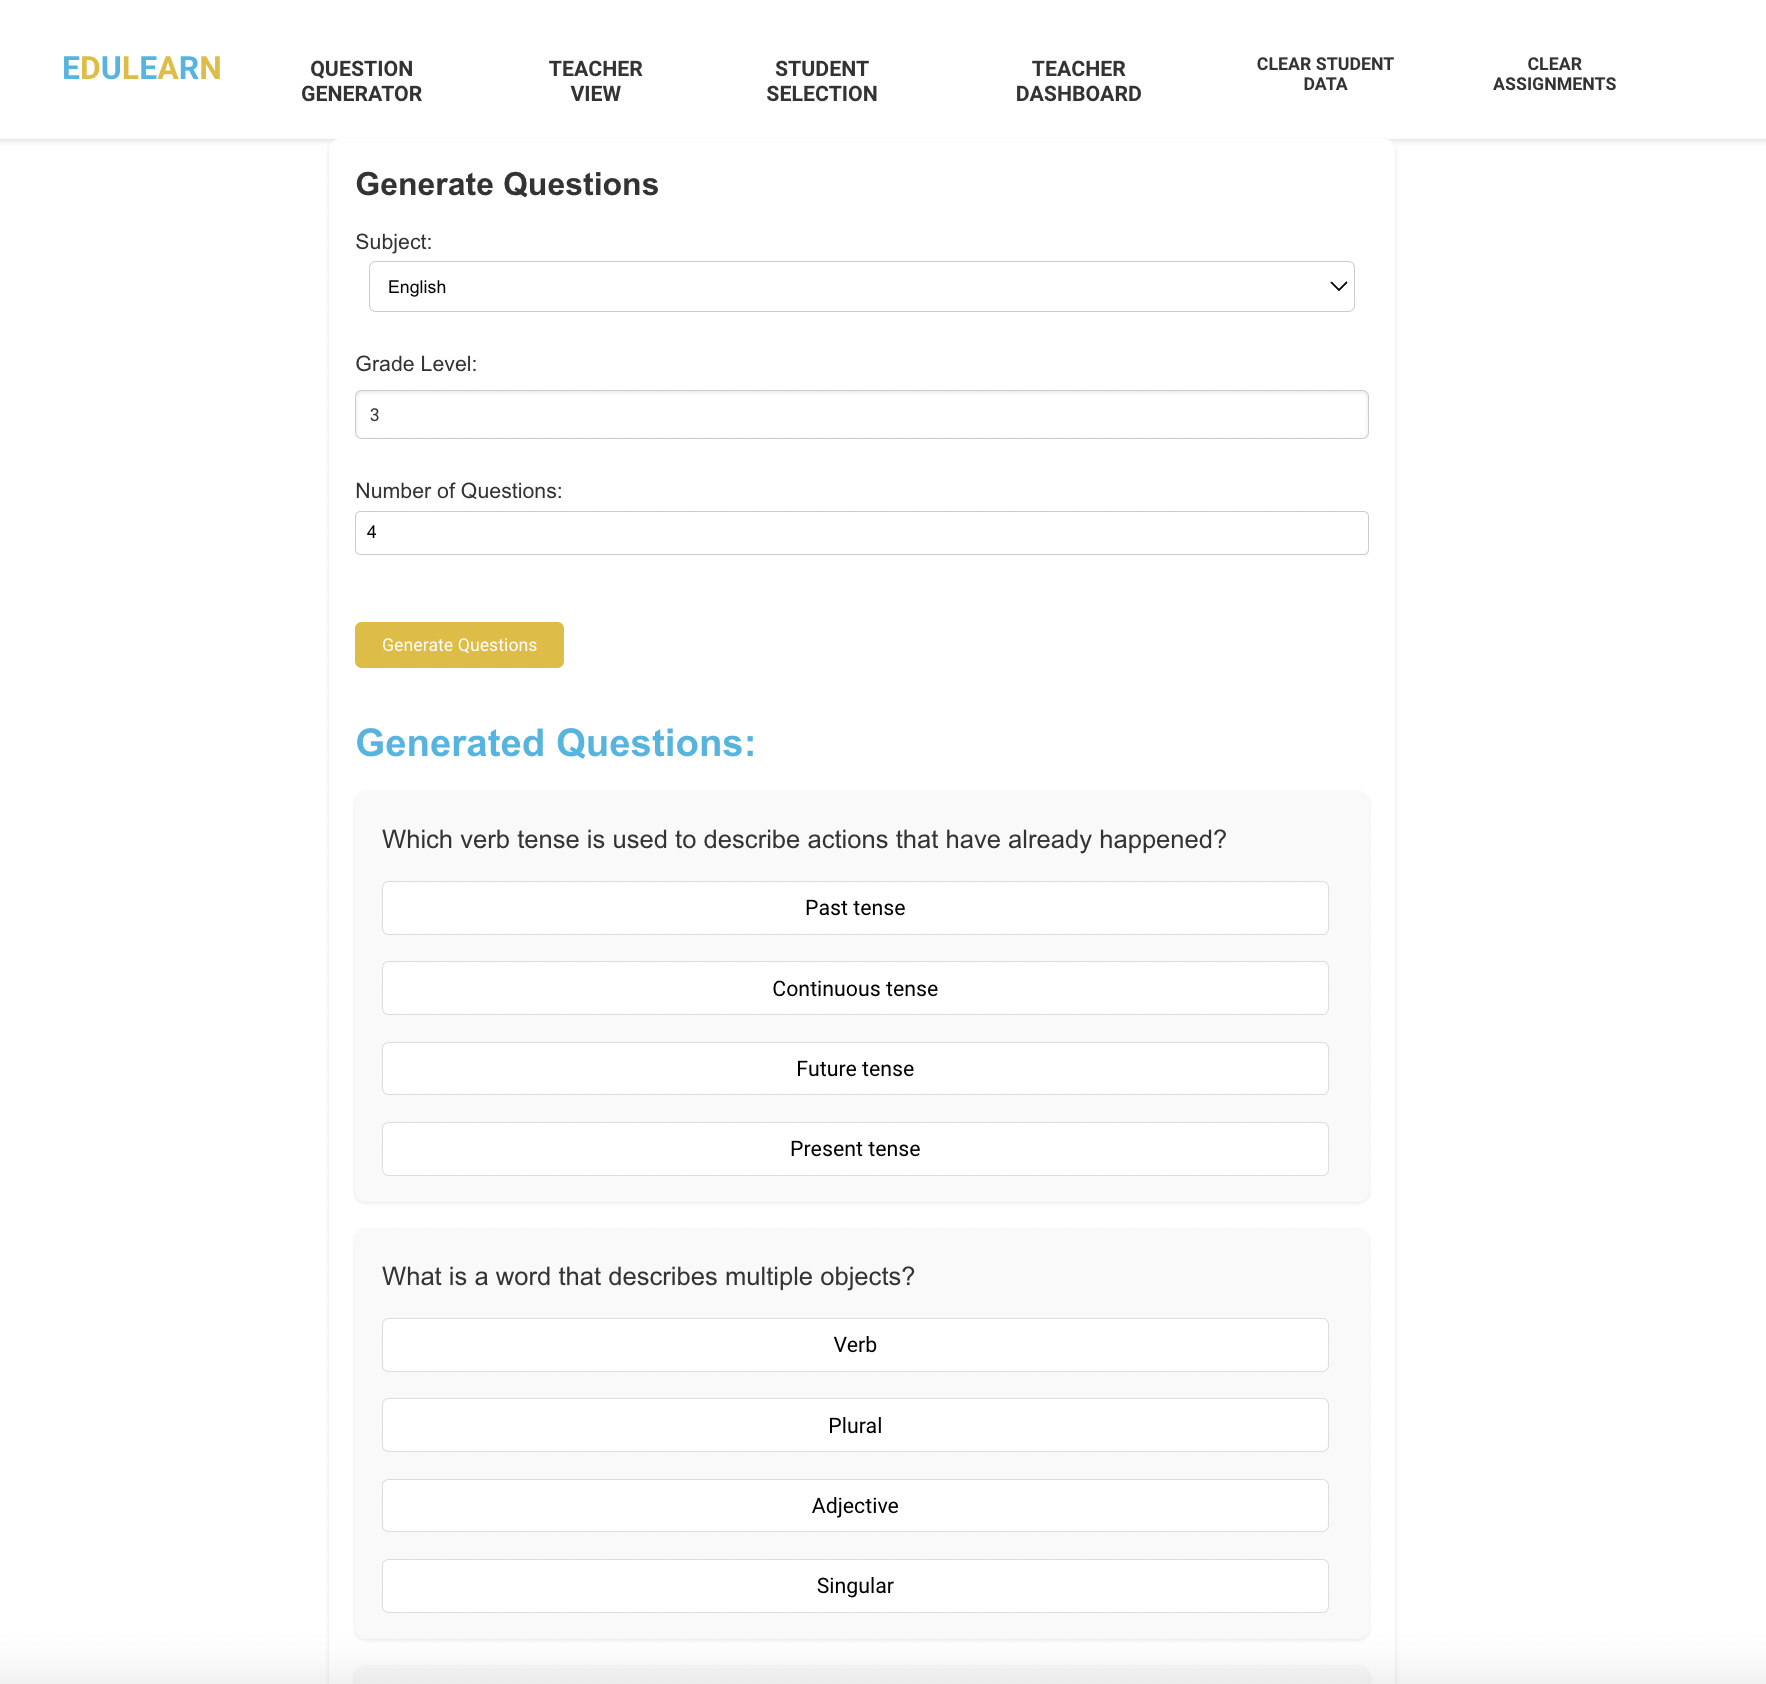 EDULEARN
QUESTION
GENERATOR
TEACHER
VIEW
STUDENT
SELECTION
TEACHER
DASHBOARD
CLEAR STUDENT
DATA
CLEAR
ASSIGNMENTS
Generate Questions
Subject:
English
Grade Level:
3
Number of Questions:
4
Generate Questions
Generated Questions:
Which verb tense is used to describe actions that have already happened?
Past tense
Continuous tense
Future tense
Present tense
What is a word that describes multiple objects?
Verb
Plural
Adjective
Singular